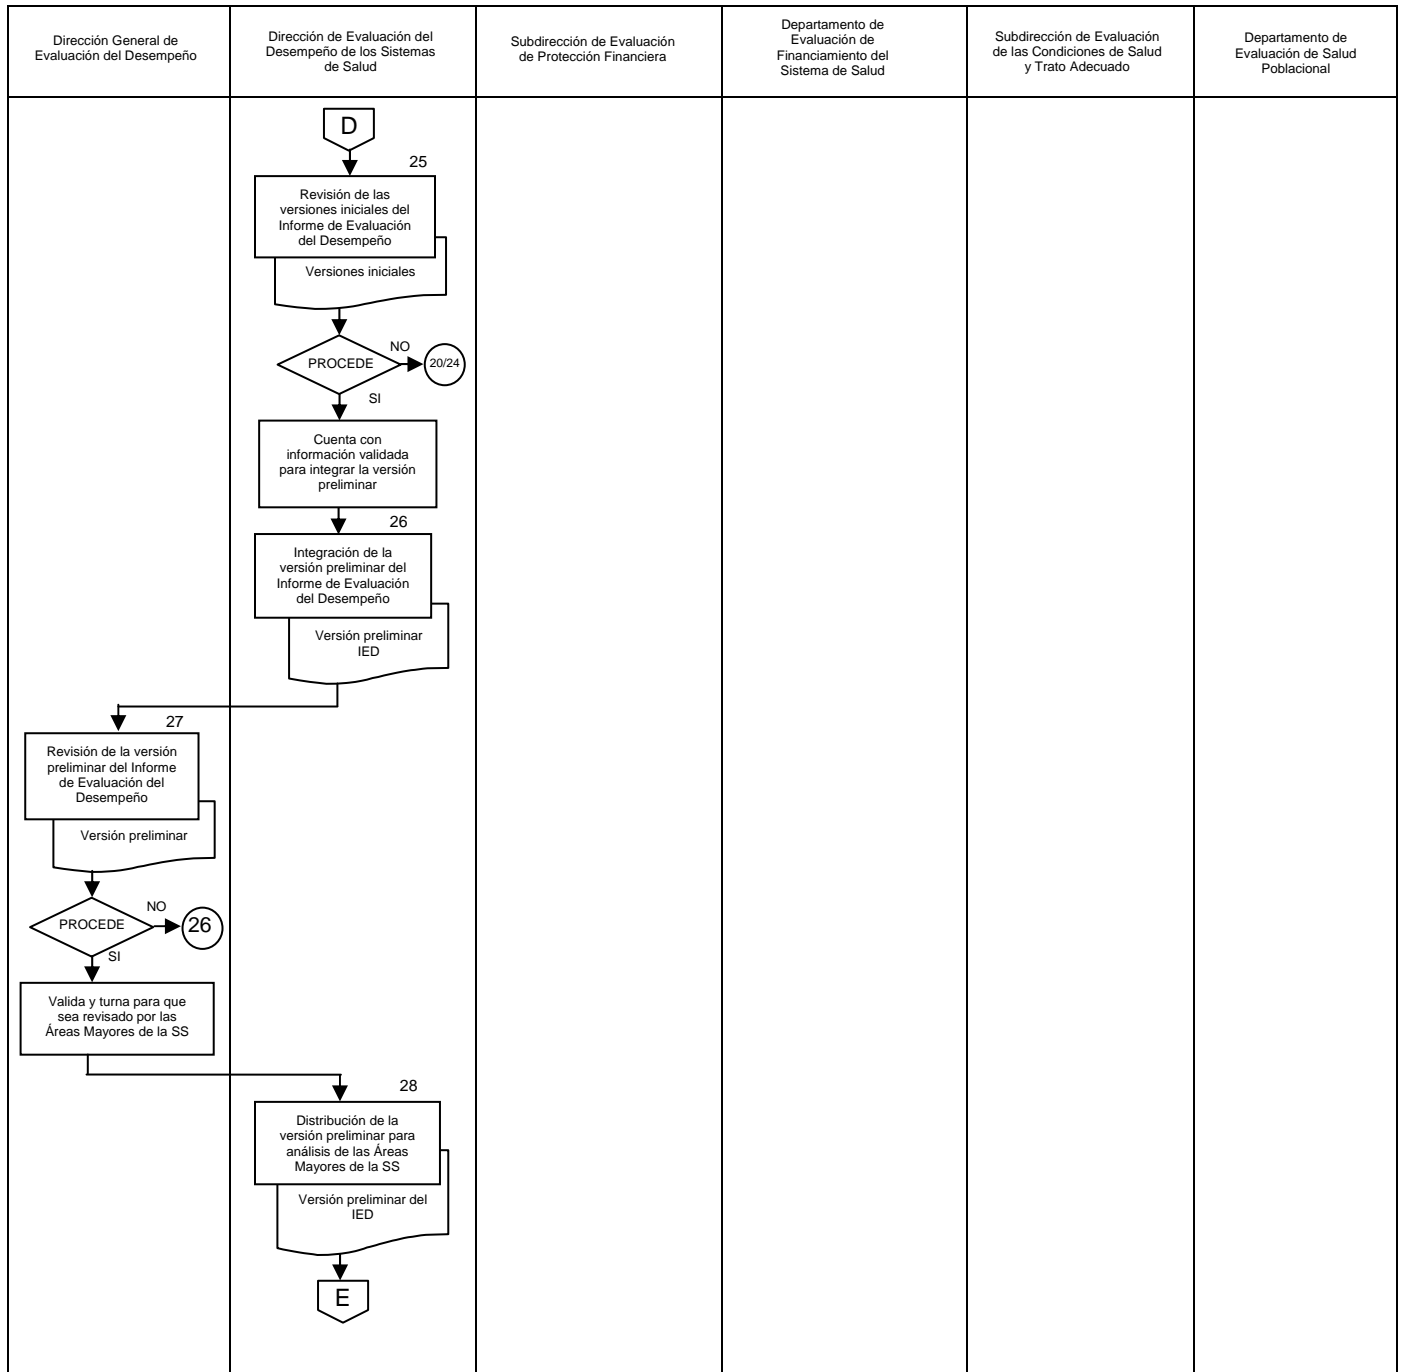 Dirección General de
Evaluación del Desempeño
Dirección de Evaluación del
Desempeño de los Sistemas
de Salud
Subdirección de Evaluación
de Protección Financiera
Departamento de
Evaluación de
Financiamiento del
Sistema de Salud
Subdirección de Evaluación
de las Condiciones de Salud
y Trato Adecuado
Departamento de
Evaluación de Salud
Poblacional
D
25
Revisión de las
versiones iniciales del
Informe de Evaluación
del Desempeño
Versiones iniciales
PROCEDE
NO
20/24
SI
Cuenta con
información validada
para integrar la versión
preliminar
26
Integración de la
versión preliminar del
Informe de Evaluación
del Desempeño
Versión preliminar
IED
27
Revisión de la versión
preliminar del Informe
de Evaluación del
Desempeño
Versión preliminar
PROCEDE
NO
26
SI
Valida y turna para que
sea revisado por las
Áreas Mayores de la SS
28
Distribución de la
versión preliminar para
análisis de las Áreas
Mayores de la SS
Versión preliminar del
IED
E